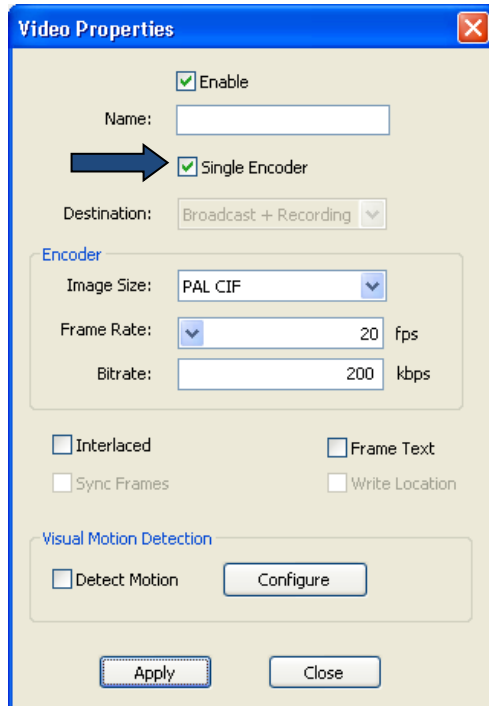 Video Properties
Enable
Name:
Single Encoder
Destination: Broadcast + Recording
Encoder
Image Size: PAL CIF
Frame Rate: 20 fps
Bitrate: 200 kbps
Interlaced Frame Text
Sync Frames Write Location
Visual Motion Detection
Detect Motion Configure
Apply Close